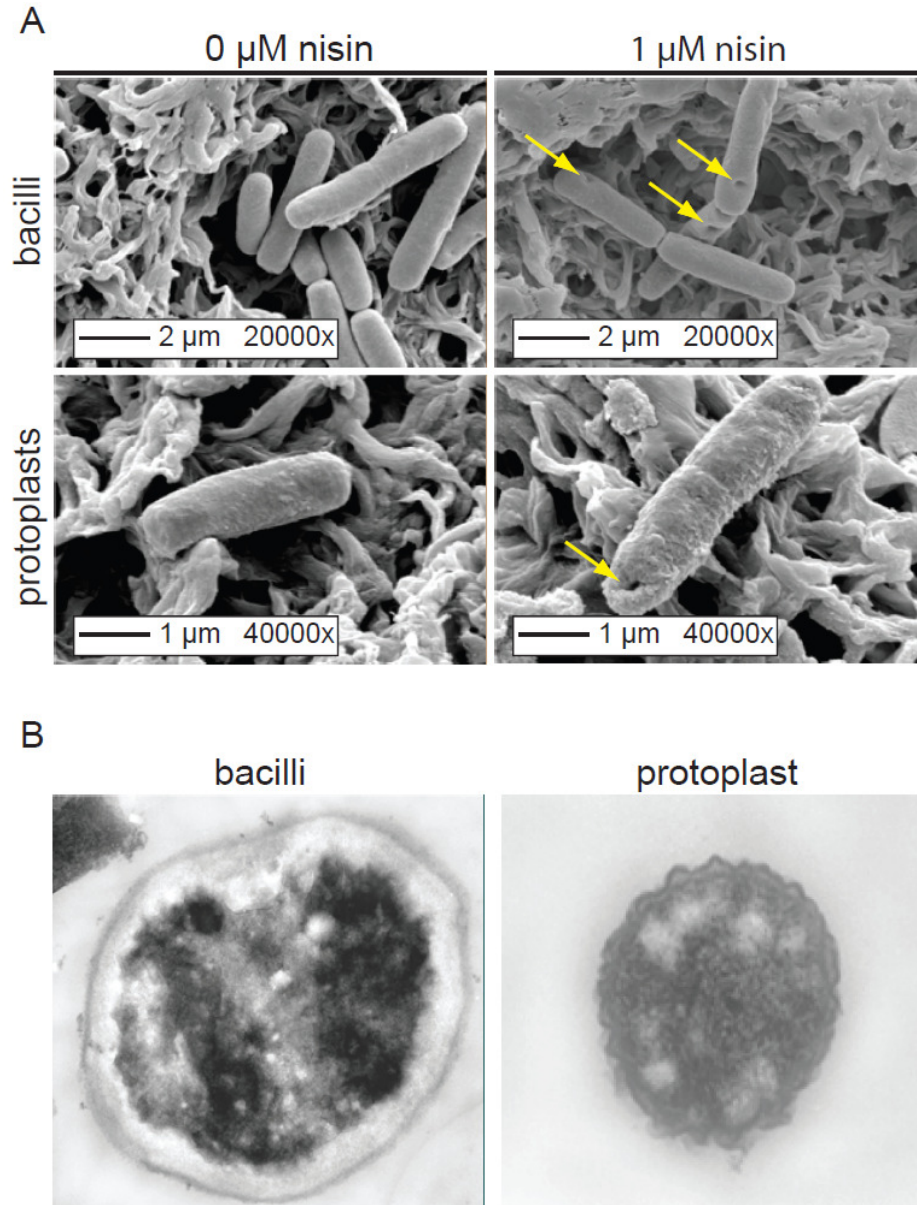 A
0 µM nisin
1 µM nisin
bacilli
2 µm 20000x
2 µm 20000x
protoplasts
1 µm 40000x
1 µm 40000x
B
bacilli
protoplast